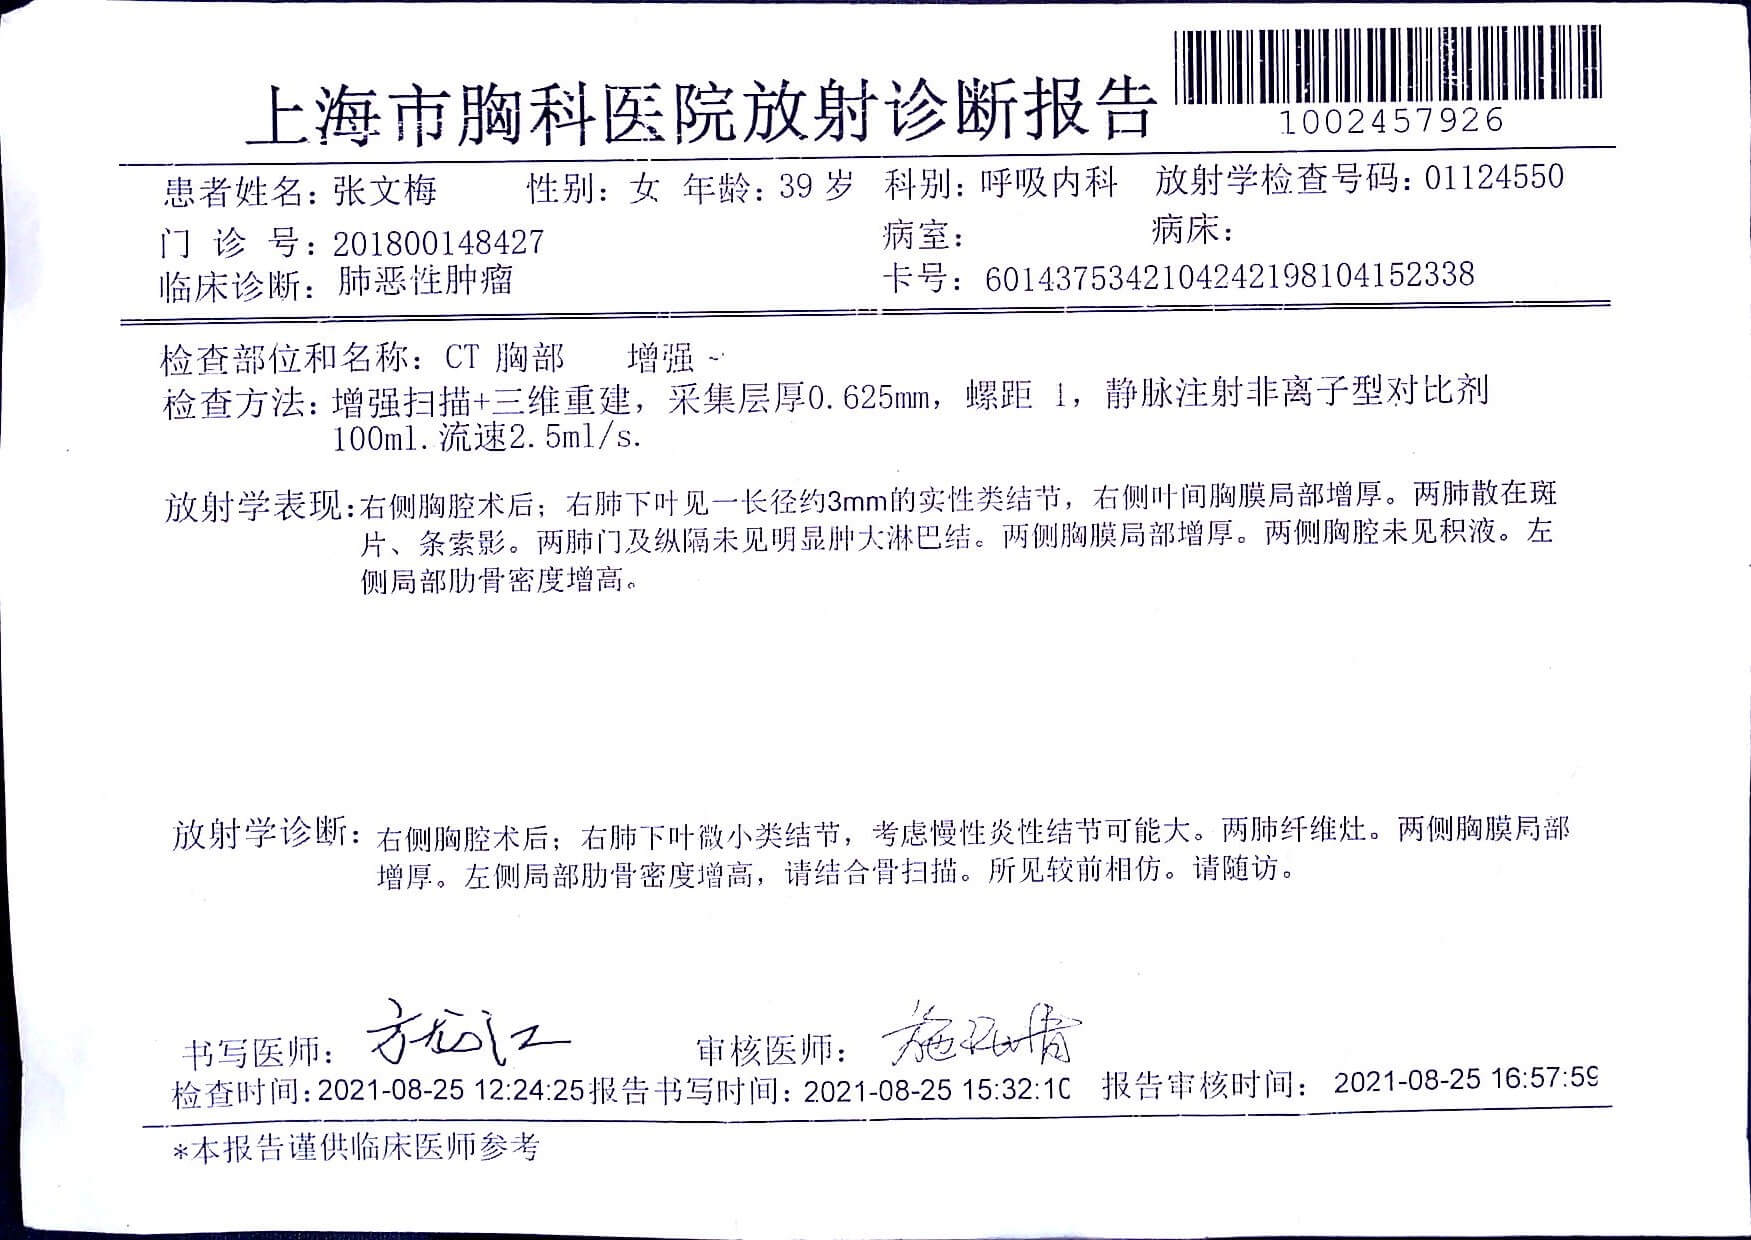 上海市胸科医院放射诊断报告
1002457926
患者姓名: 张文梅 性别: 女 年龄: 39 岁 科别: 呼吸内科 放射学检查号码: 01124550
门 诊 号: 201800148427 病室: 病床:
临床诊断: 肺恶性肿瘤 卡号: 6014375342104242198104152338
检查部位和名称: CT 胸部 增强 ~
检查方法: 增强扫描+三维重建, 采集层厚0.625mm, 螺距 1, 静脉注射非离子型对比剂
100ml.流速2.5ml/s.
放射学表现: 右侧胸腔术后；右肺下叶见一长径约3mm的实性类结节，右侧叶间胸膜局部增厚。两肺散在斑
片、条索影。两肺门及纵隔未见明显肿大淋巴结。两侧胸膜局部增厚。两侧胸腔未见积液。左
侧局部肋骨密度增高。
放射学诊断: 右侧胸腔术后；右肺下叶微小类结节，考虑慢性炎性结节可能大。两肺纤维灶。两侧胸膜局部
增厚。左侧局部肋骨密度增高，请结合骨扫描。所见较前相仿。请随访。
书写医师: 审核医师:
检查时间: 2021-08-25 12:24:25 报告书写时间: 2021-08-25 15:32:10 报告审核时间: 2021-08-25 16:57:59
*本报告谨供临床医师参考